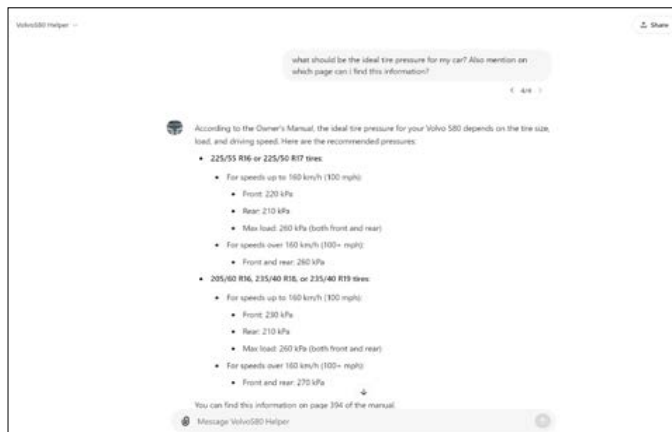 VolvoS80 Helper
Share
what should be the ideal tire pressure for my car? Also mention on
which page can i find this information?
4/4
According to the Owner's Manual, the ideal tire pressure for your Volvo S80 depends on the tire size,
load, and driving speed. Here are the recommended pressures:
• 225/55 R16 or 225/50 R17 tires:
• For speeds up to 160 km/h (100 mph):
• Front: 220 kPa
• Rear: 210 kPa
• Max load: 260 kPa (both front and rear)
• For speeds over 160 km/h (100+ mph):
• Front and rear: 260 kPa
• 205/60 R16, 235/40 R18, or 235/40 R19 tires:
• For speeds up to 160 km/h (100 mph):
• Front: 230 kPa
• Rear: 210 kPa
• Max load: 260 kPa (both front and rear)
• For speeds over 160 km/h (100+ mph):
• Front and rear: 270 kPa
You can find this information on page 394 of the manual.
Message VolvoS80 Helper